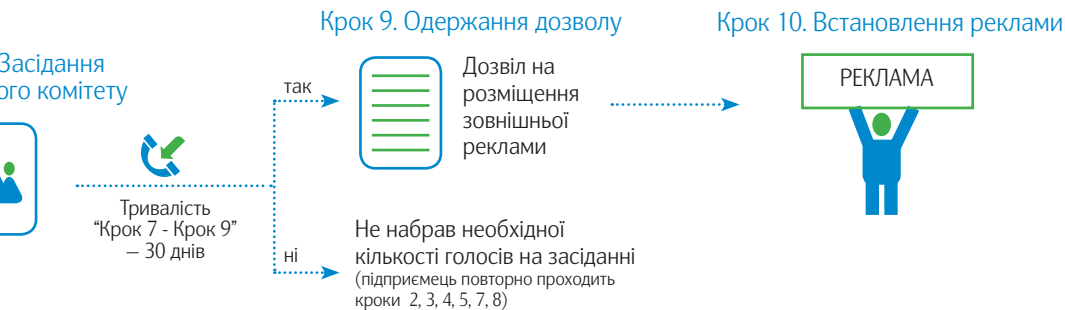 Крок 9. Одержання дозволу
Крок 10. Встановлення реклами
Засідання
ого комітету
так
Дозвіл на
розміщення
зовнішньої
реклами
РЕКЛАМА
Тривалість
“Крок 7 - Крок 9”
— 30 днів
ні
Не набрав необхідної
кількості голосів на засіданні
(підприємець повторно проходить
кроки 2, 3, 4, 5, 7, 8)